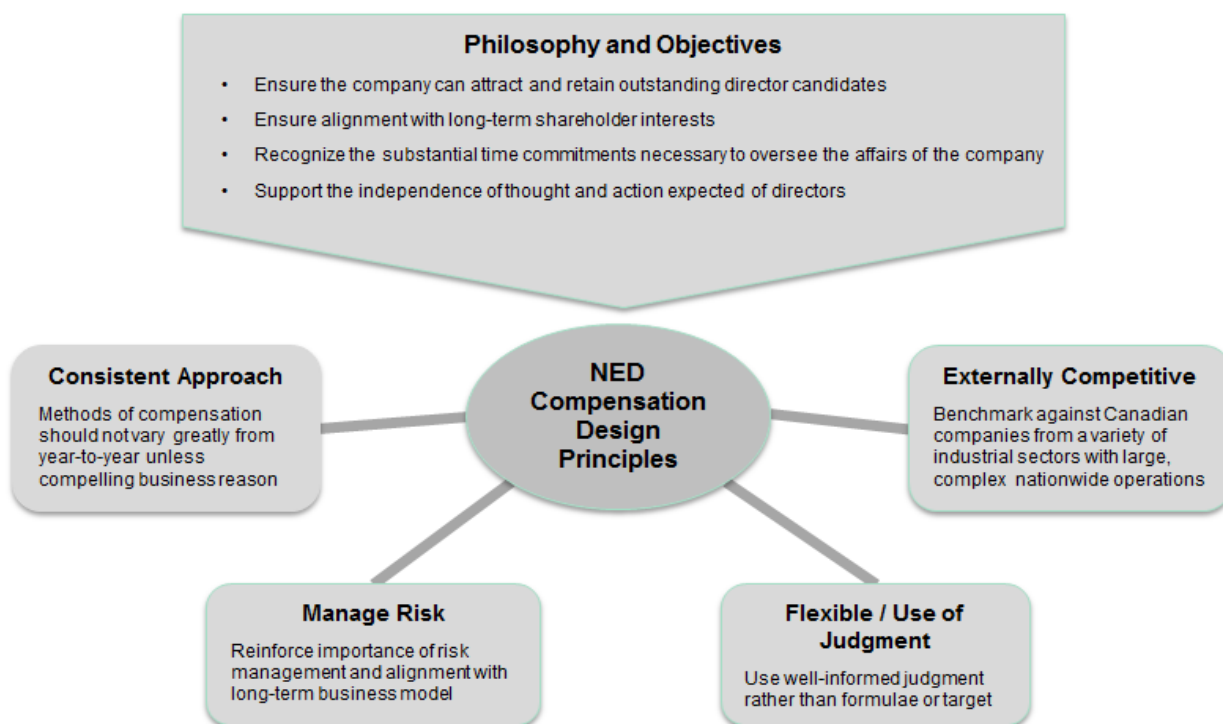 Philosophy and Objectives
• Ensure the company can attract and retain outstanding director candidates
• Ensure alignment with long-term shareholder interests
• Recognize the substantial time commitments necessary to oversee the affairs of the company
• Support the independence of thought and action expected of directors
NED
Compensation
Design
Principles
Consistent Approach
Methods of compensation
should not vary greatly from
year-to-year unless
compelling business reason
Externally Competitive
Benchmark against Canadian
companies from a variety of
industrial sectors with large,
complex nationwide operations
Manage Risk
Reinforce importance of risk
management and alignment with
long-term business model
Flexible / Use of
Judgment
Use well-informed judgment
rather than formulae or target